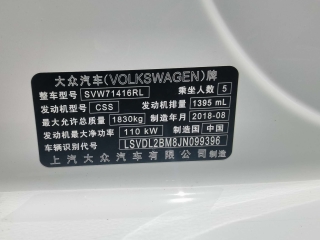 大众汽车(VOLKSWAGEN)牌
整车型号 SVW71416RL 乘坐人数 5
发动机型号 CSS 发动机排量 1395 mL
最大允许总质量 1830kg 制造年月 2018-08
发动机最大净功率 110 kW 制造国 中国
车辆识别代号 LSVDL2BM8JN099396
上汽大众汽车有限公司 制造